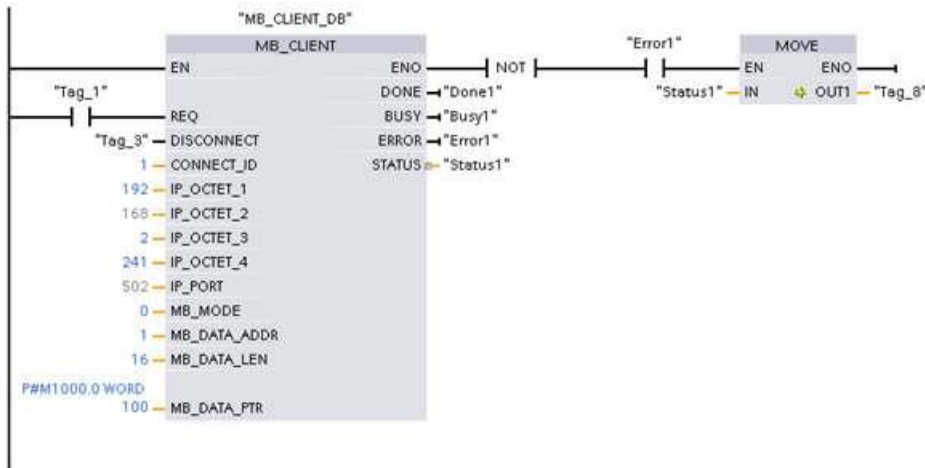 "MB_CLIENT_DB"
MB_CLIENT
"Error1"
MOVE
EN ENO NOT EN ENO
"Tag_1" DONE "Done1" "Status1" IN OUT1 "Tag_8"
REQ BUSY "Busy1"
"Tag_3" DISCONNECT ERROR "Error1"
1 CONNECT_ID STATUS "Status1"
192 IP_OCTET_1
168 IP_OCTET_2
2 IP_OCTET_3
241 IP_OCTET_4
502 IP_PORT
0 MB_MODE
1 MB_DATA_ADDR
16 MB_DATA_LEN
P#M1000.0 WORD
100 MB_DATA_PTR